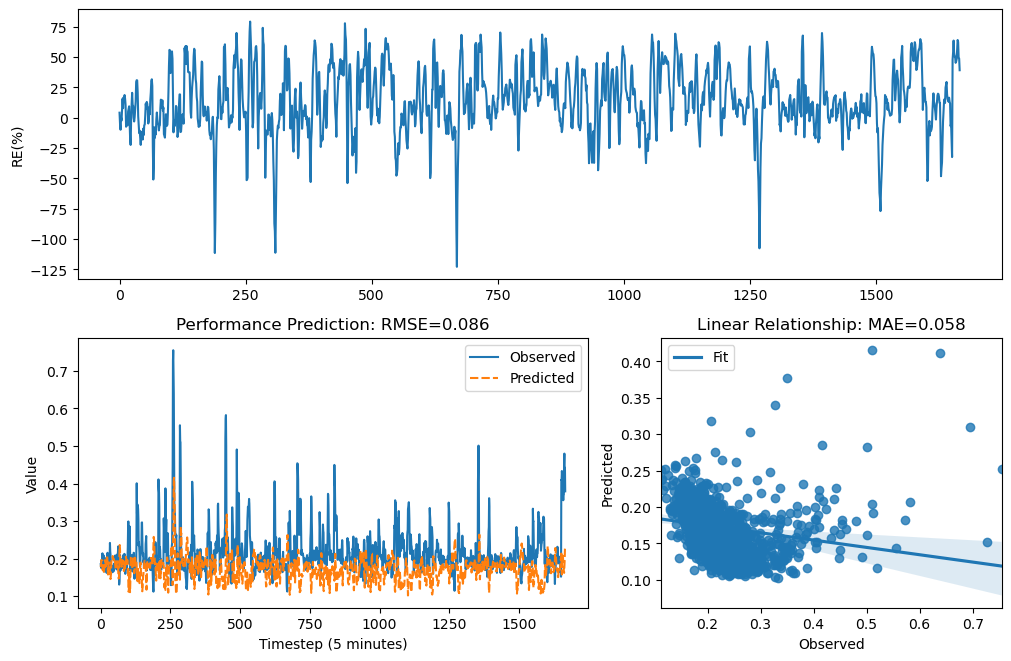 75
50
25
0
−25
−50
−75
−100
−125
RE(%)
0 250 500 750 1000 1250 1500
Performance Prediction: RMSE=0.086
Observed
Predicted
0.7
0.6
0.5
0.4
0.3
0.2
0.1
Value
0 250 500 750 1000 1250 1500
Timestep (5 minutes)
Linear Relationship: MAE=0.058
Fit
0.40
0.35
0.30
0.25
0.20
0.15
0.10
Predicted
0.2 0.3 0.4 0.5 0.6 0.7
Observed